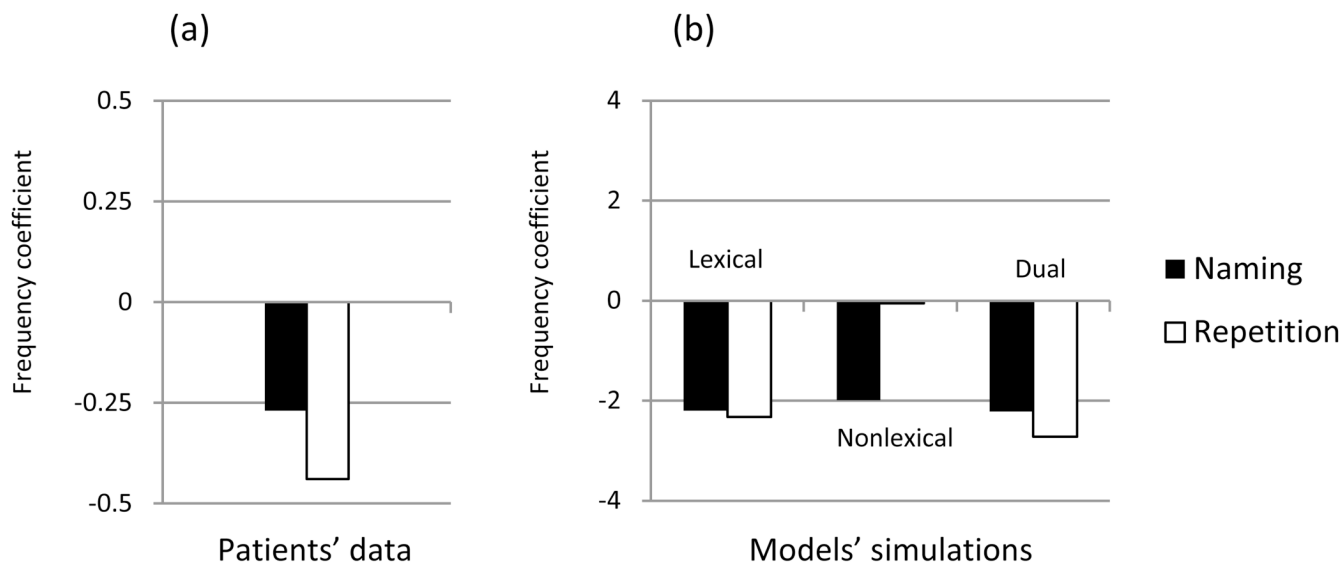 (a)
Frequency coefficient
0.5
0.25
0
-0.25
-0.5
Patients’ data
(b)
Frequency coefficient
4
2
0
-2
-4
Lexical
Nonlexical
Dual
Models’ simulations
Naming
Repetition